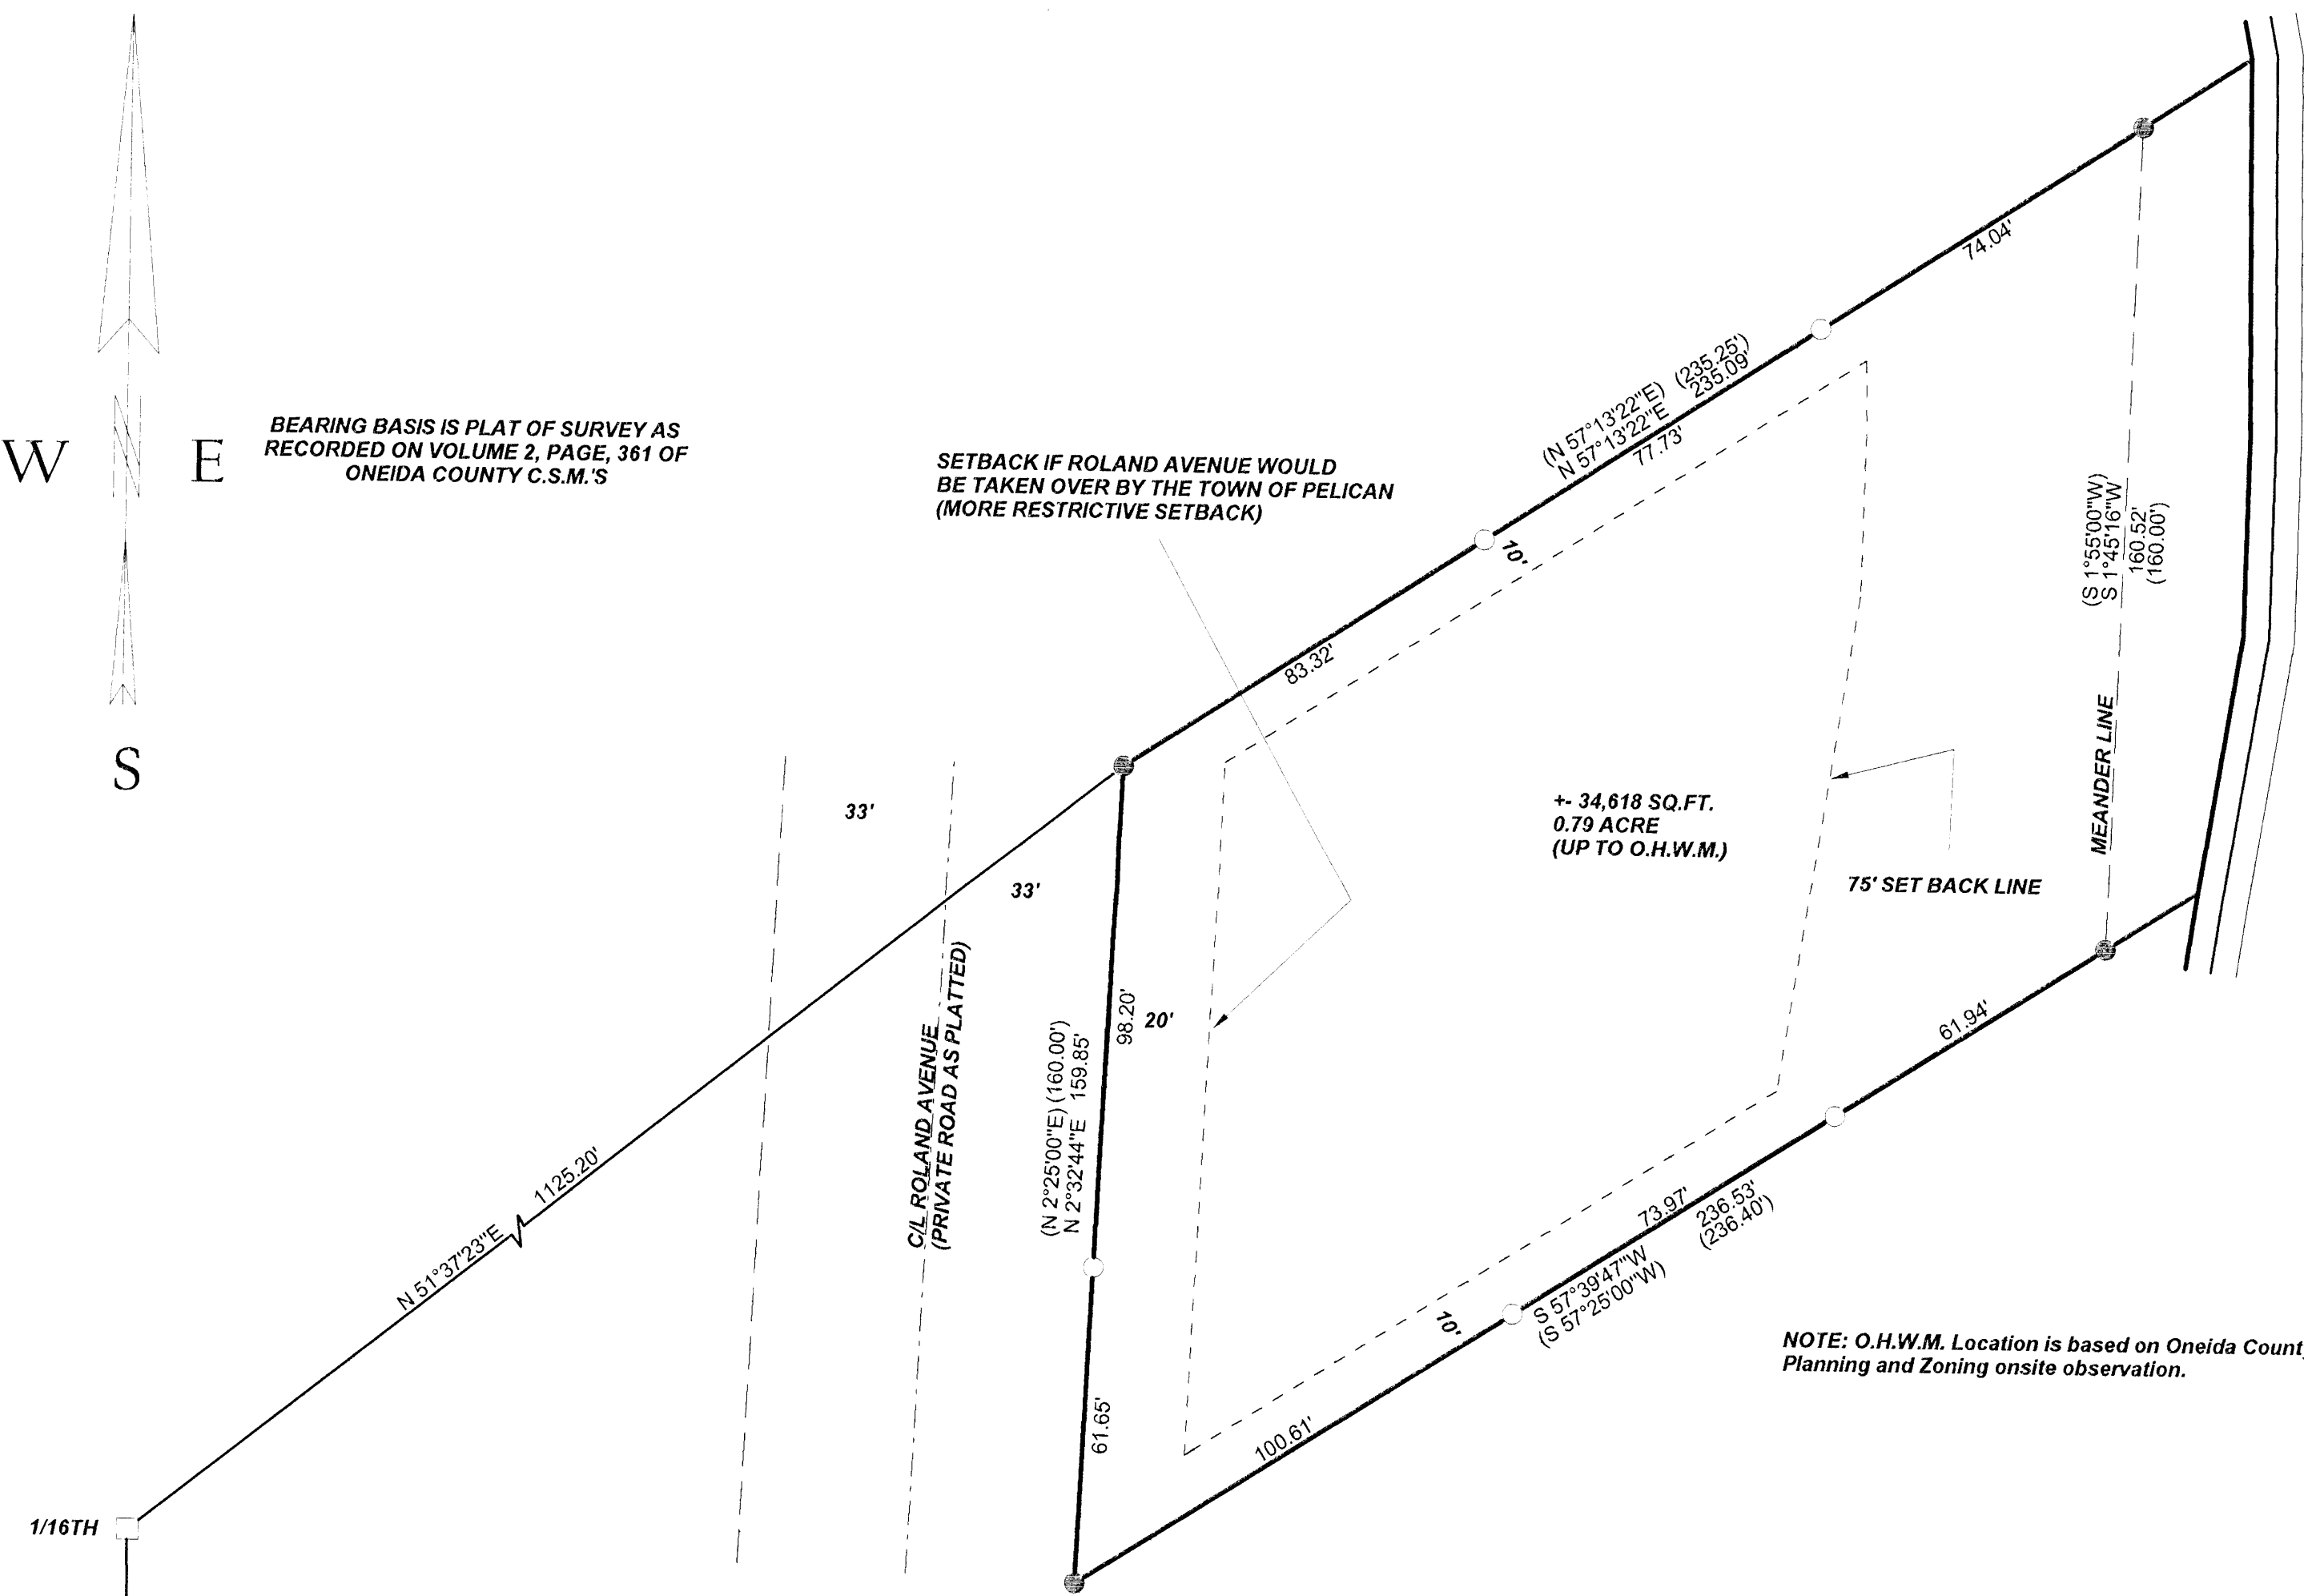 W
N
E
S
BEARING BASIS IS PLAT OF SURVEY AS
RECORDED ON VOLUME 2, PAGE, 361 OF
ONEIDA COUNTY C.S.M.'S
SETBACK IF ROLAND AVENUE WOULD
BE TAKEN OVER BY THE TOWN OF PELICAN
(MORE RESTRICTIVE SETBACK)
74.04'
(N 57°13'22"E) (235.25')
N 57°13'22"E 235.09'
77.73'
10'
83.32'
(S 1°55'00"W)
S 1°45'16"W
160.52'
(160.00')
MEANDER LINE
33'
33'
+- 34,618 SQ.FT.
0.79 ACRE
(UP TO O.H.W.M.)
75' SET BACK LINE
C/L ROLAND AVENUE
(PRIVATE ROAD AS PLATTED)
(N 2°25'00"E) (160.00')
N 2°32'44"E 159.85'
98.20'
20'
61.94'
1125.20'
N 51°37'23"E
73.97'
236.53'
(236.40')
S 57°39'47"W
(S 57°25'00"W)
10'
NOTE: O.H.W.M. Location is based on Oneida County
Planning and Zoning onsite observation.
61.65'
100.61'
1/16TH